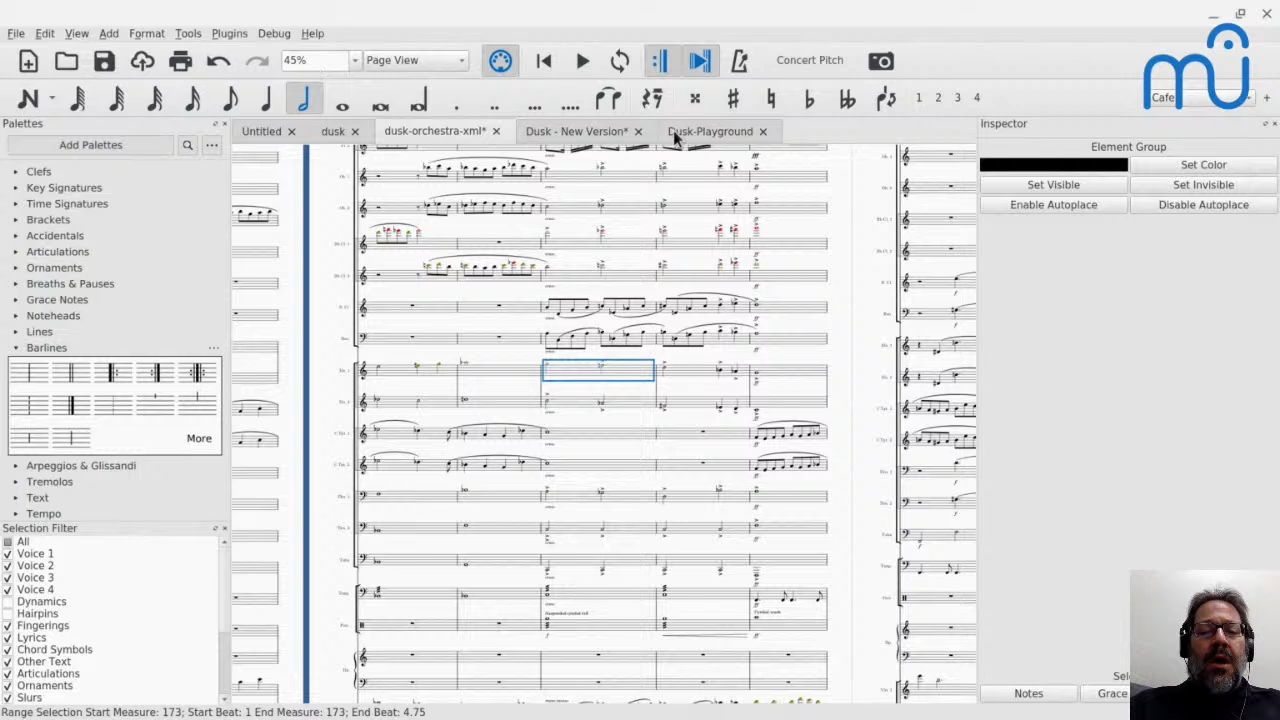 File Edit View Add Format Tools Plugins Debug Help
45% Page View Concert Pitch
1 2 3 4 +
Palettes
Untitled dusk dusk-orchestra-xml* Dusk - New Version* Dusk-Playground
Inspector
Add Palettes
Clefs
Key Signatures
Time Signatures
Brackets
Accidentals
Articulations
Ornaments
Breaths & Pauses
Grace Notes
Noteheads
Lines
Barlines
More
Arpeggios & Glissandi
Tremolos
Text
Tempo
Selection Filter
All
Voice 1
Voice 2
Voice 3
Voice 4
Dynamics
Hairpins
Fingerings
Lyrics
Chord Symbols
Other Text
Articulations
Ornaments
Slurs
Element Group
Set Color
Set Visible Set Invisible
Enable Autoplace Disable Autoplace
Notes Grace
Range Selection Start Measure: 173; Start Beat: 1 End Measure: 173; End Beat: 4.75